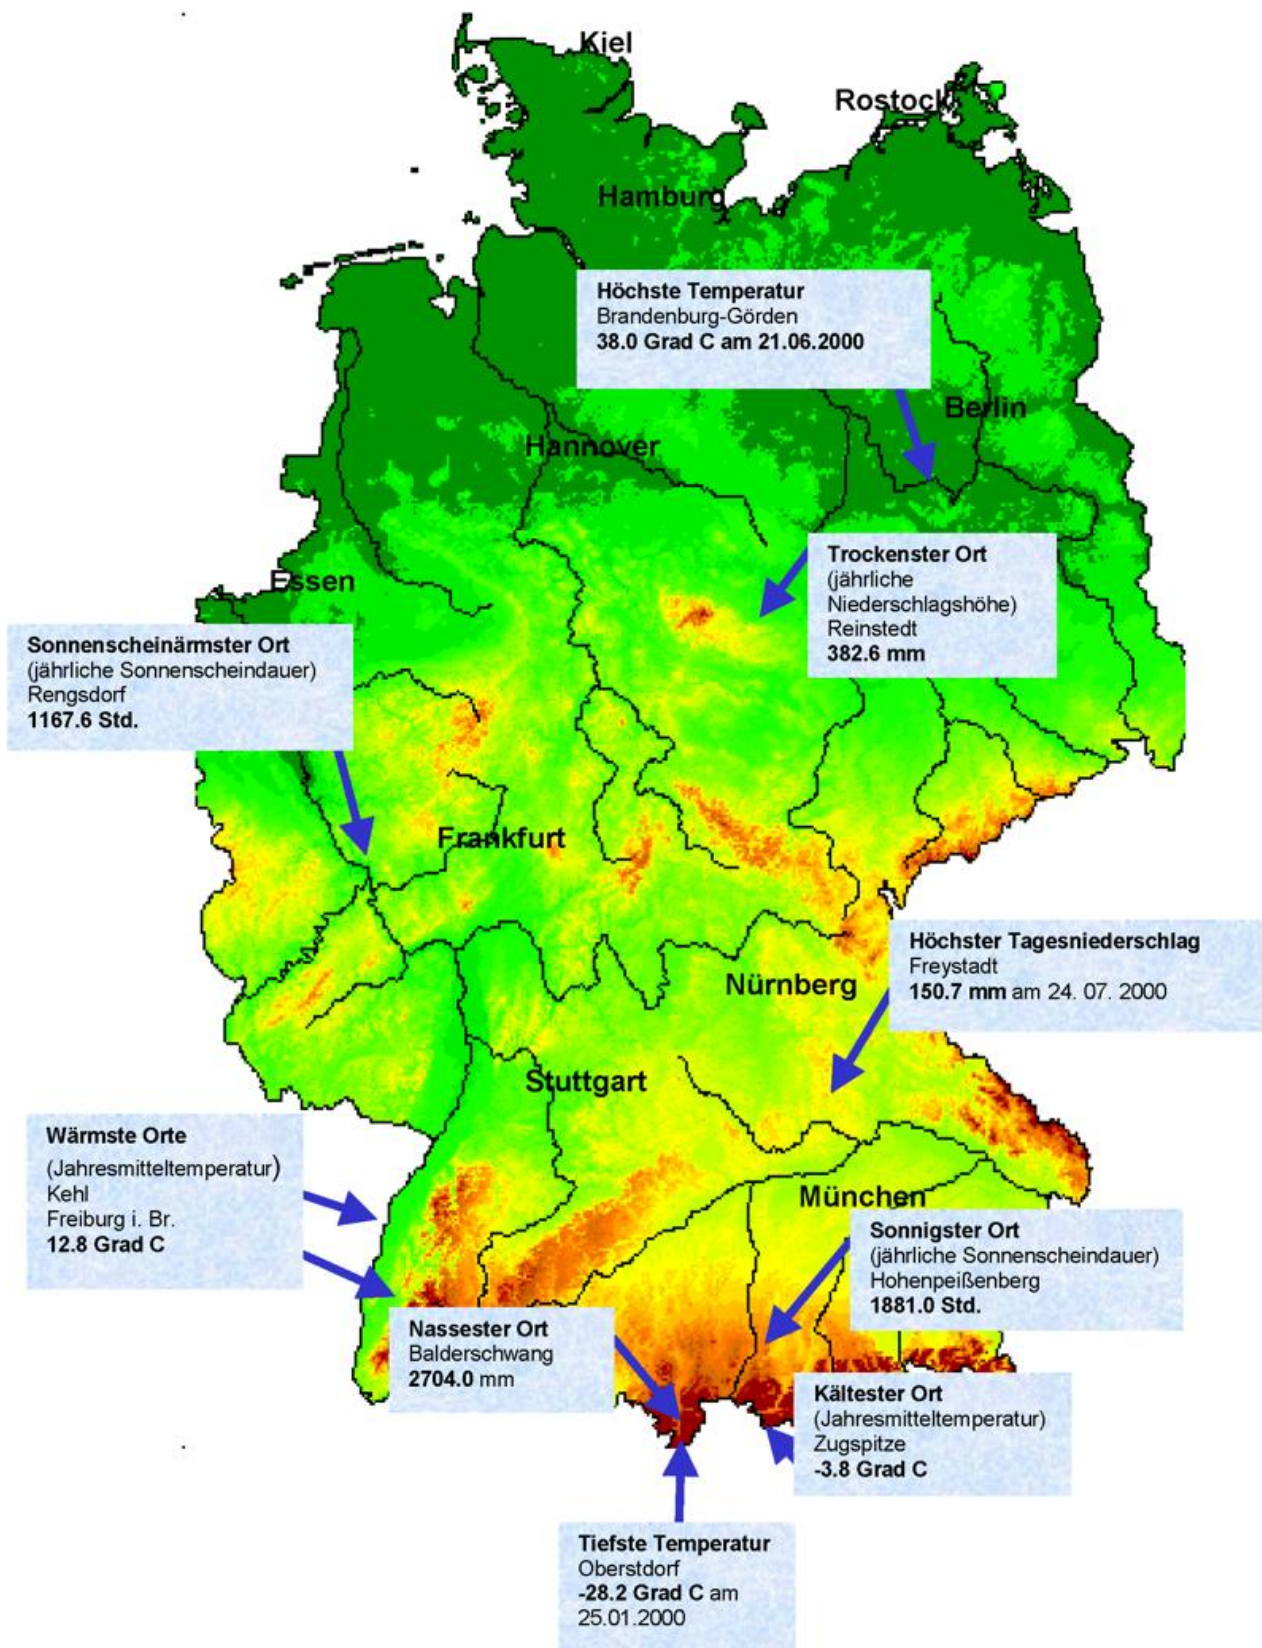 Kiel
Rostock
Hamburg
Höchste Temperatur
Brandenburg-Görden
38.0 Grad C am 21.06.2000
Berlin
Hannover
Trockenster Ort
(jährliche
Niederschlagshöhe)
Reinstedt
382.6 mm
Essen
Sonnenscheinärmster Ort
(jährliche Sonnenscheindauer)
Rengsdorf
1167.6 Std.
Frankfurt
Höchster Tagesniederschlag
Freystadt
150.7 mm am 24. 07. 2000
Nürnberg
Stuttgart
Wärmste Orte
(Jahresmitteltemperatur)
Kehl
Freiburg i. Br.
12.8 Grad C
München
Sonnigster Ort
(jährliche Sonnenscheindauer)
Hohenpeißenberg
1881.0 Std.
Nassester Ort
Balderschwang
2704.0 mm
Kältester Ort
(Jahresmitteltemperatur)
Zugspitze
-3.8 Grad C
Tiefste Temperatur
Oberstdorf
-28.2 Grad C am
25.01.2000